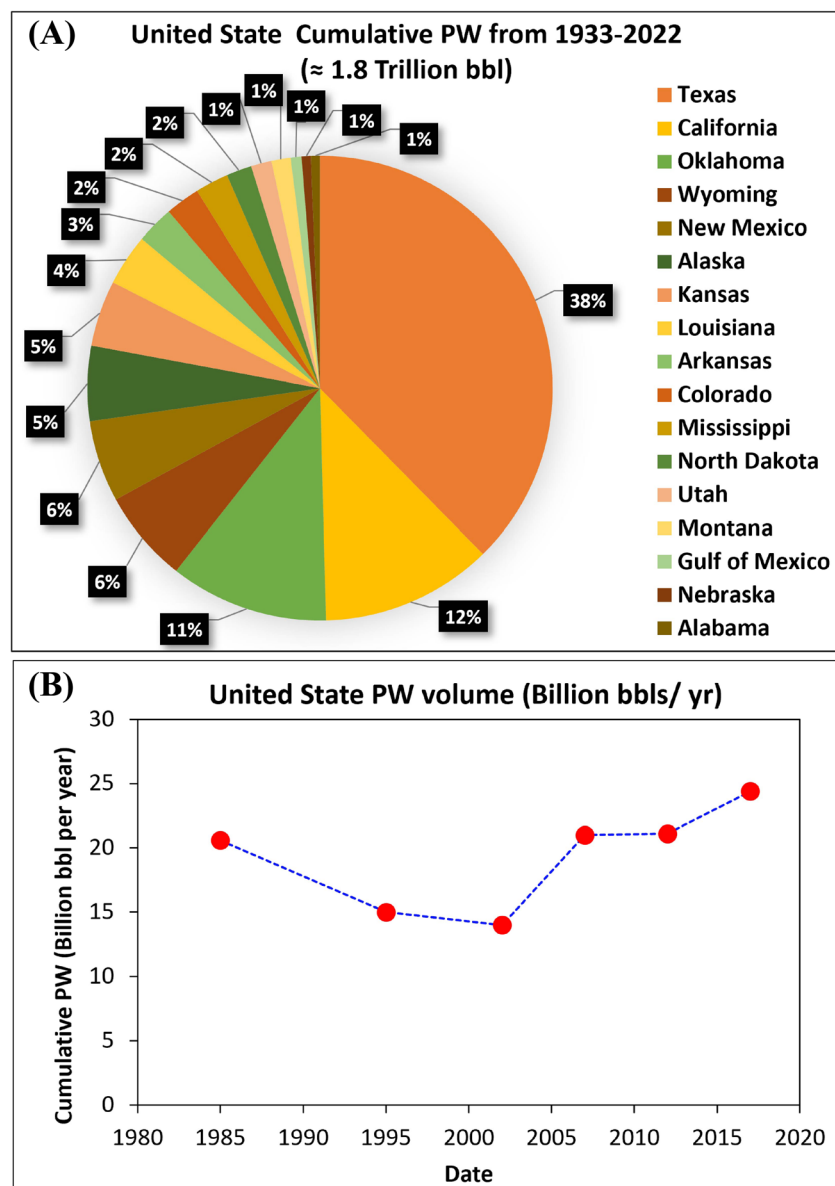 (A)
United State Cumulative PW from 1933-2022
(≈ 1.8 Trillion bbl)
1%
1%
1%
1%
1%
2%
2%
2%
3%
4%
5%
5%
6%
6%
11%
12%
38%
Texas
California
Oklahoma
Wyoming
New Mexico
Alaska
Kansas
Louisiana
Arkansas
Colorado
Mississippi
North Dakota
Utah
Montana
Gulf of Mexico
Nebraska
Alabama
(B)
United State PW volume (Billion bbls/ yr)
Cumulative PW (Billion bbl per year)
30
25
20
15
10
5
0
1980 1985 1990 1995 2000 2005 2010 2015 2020
Date